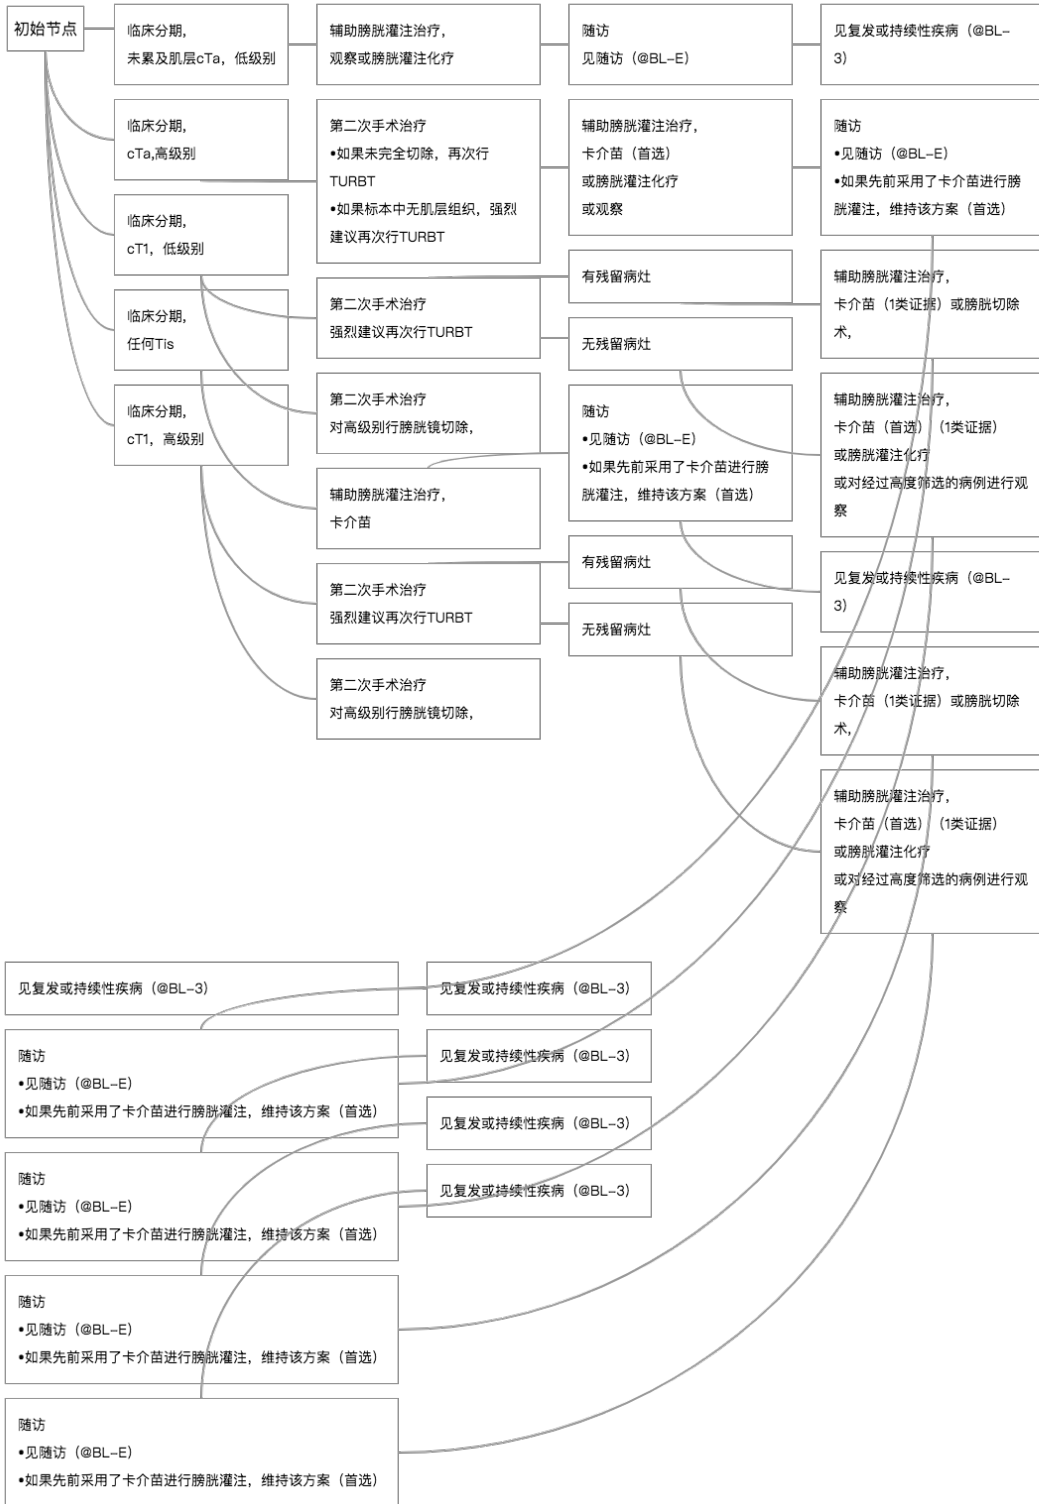 初始节点
临床分期，
未累及肌层cTa，低级别
辅助膀胱灌注治疗，
观察或膀胱灌注化疗
随访
见随访（@BL-E）
见复发或持续性疾病（@BL-
3）
临床分期，
cTa,高级别
第二次手术治疗
•如果未完全切除，再次行
TURBT
•如果标本中无肌层组织，强烈
建议再次行TURBT
辅助膀胱灌注治疗，
卡介苗（首选）
或膀胱灌注化疗
或观察
随访
•见随访（@BL-E）
•如果先前采用了卡介苗进行膀
胱灌注，维持该方案（首选）
临床分期，
cT1，低级别
第二次手术治疗
强烈建议再次行TURBT
有残留病灶
辅助膀胱灌注治疗，
卡介苗（1类证据）或膀胱切除
术，
无残留病灶
辅助膀胱灌注治疗，
卡介苗（首选）（1类证据）
或膀胱灌注化疗
或对经过高度筛选的病例进行观
察
第二次手术治疗
对高级别行膀胱镜切除，
临床分期，
任何Tis
辅助膀胱灌注治疗，
卡介苗
随访
•见随访（@BL-E）
•如果先前采用了卡介苗进行膀
胱灌注，维持该方案（首选）
见复发或持续性疾病（@BL-
3）
临床分期，
cT1，高级别
第二次手术治疗
强烈建议再次行TURBT
有残留病灶
辅助膀胱灌注治疗，
卡介苗（1类证据）或膀胱切除
术，
无残留病灶
辅助膀胱灌注治疗，
卡介苗（首选）（1类证据）
或膀胱灌注化疗
或对经过高度筛选的病例进行观
察
第二次手术治疗
对高级别行膀胱镜切除，
见复发或持续性疾病（@BL-3）
见复发或持续性疾病（@BL-3）
随访
•见随访（@BL-E）
•如果先前采用了卡介苗进行膀胱灌注，维持该方案（首选）
见复发或持续性疾病（@BL-3）
见复发或持续性疾病（@BL-3）
随访
•见随访（@BL-E）
•如果先前采用了卡介苗进行膀胱灌注，维持该方案（首选）
见复发或持续性疾病（@BL-3）
随访
•见随访（@BL-E）
•如果先前采用了卡介苗进行膀胱灌注，维持该方案（首选）
随访
•见随访（@BL-E）
•如果先前采用了卡介苗进行膀胱灌注，维持该方案（首选）